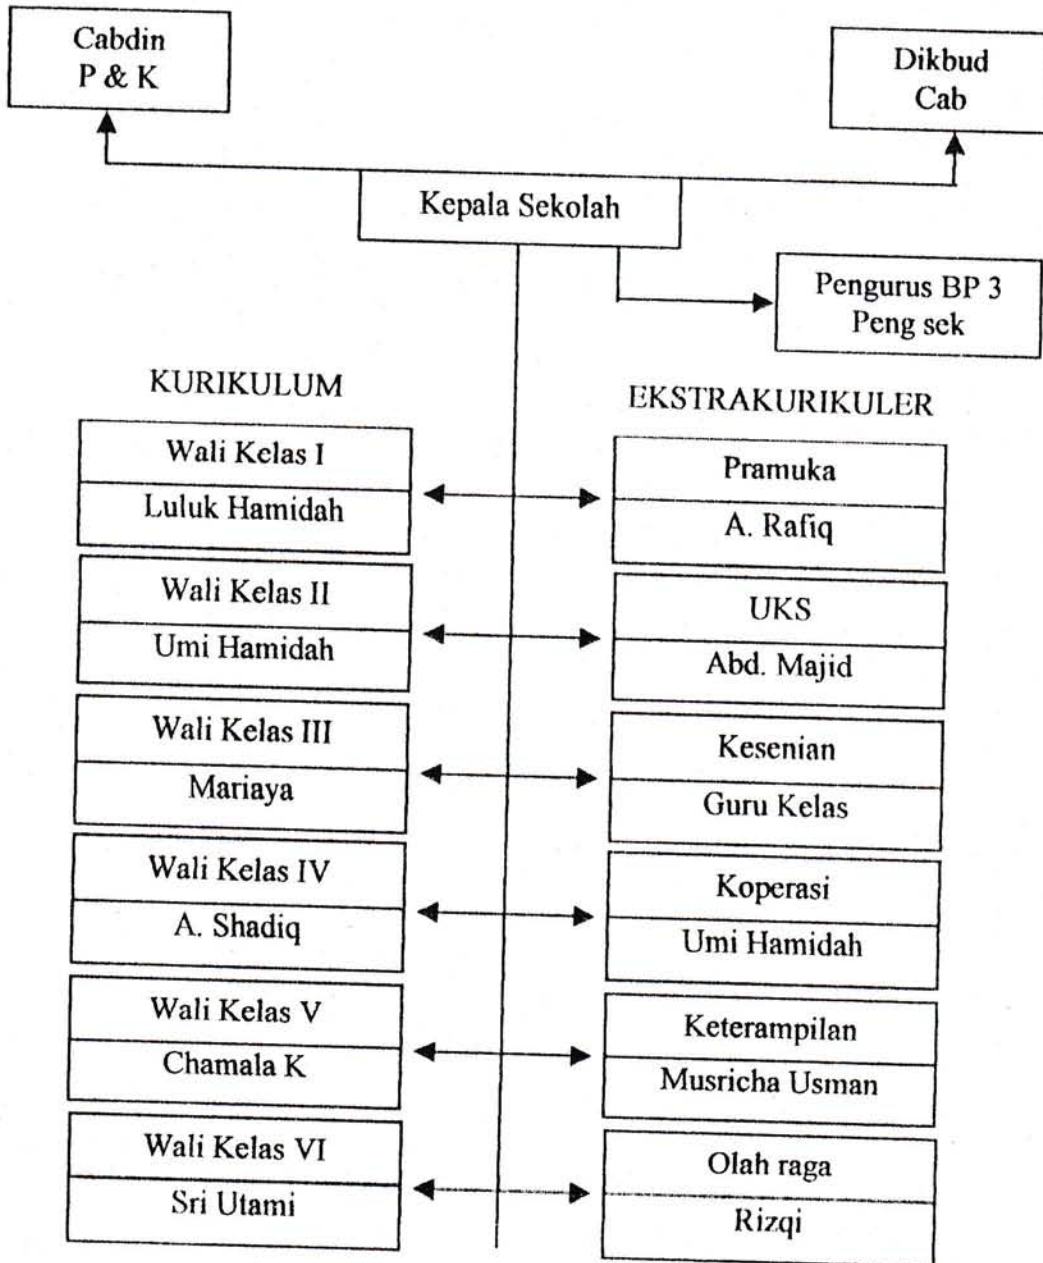 Cabdin
P & K
Dikbud
Cab
Kepala Sekolah
Pengurus BP 3
Peng sek
KURIKULUM
EKSTRAKURIKULER
Wali Kelas I
Luluk Hamidah
Pramuka
A. Rafiq
Wali Kelas II
Umi Hamidah
UKS
Abd. Majid
Wali Kelas III
Mariaya
Kesenian
Guru Kelas
Wali Kelas IV
A. Shadiq
Koperasi
Umi Hamidah
Wali Kelas V
Chamala K
Keterampilan
Musricha Usman
Wali Kelas VI
Sri Utami
Olah raga
Rizqi